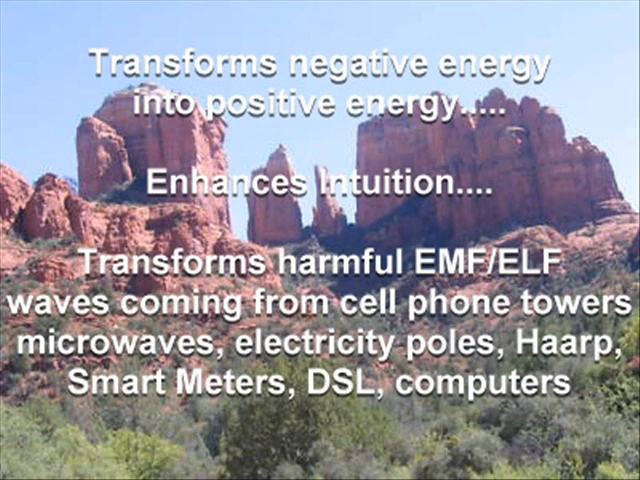 Transforms negative energy
into positive energy.....
Enhances Intuition....
Transforms harmful EMF/ELF
waves coming from cell phone towers
microwaves, electricity poles, Haarp,
Smart Meters, DSL, computers